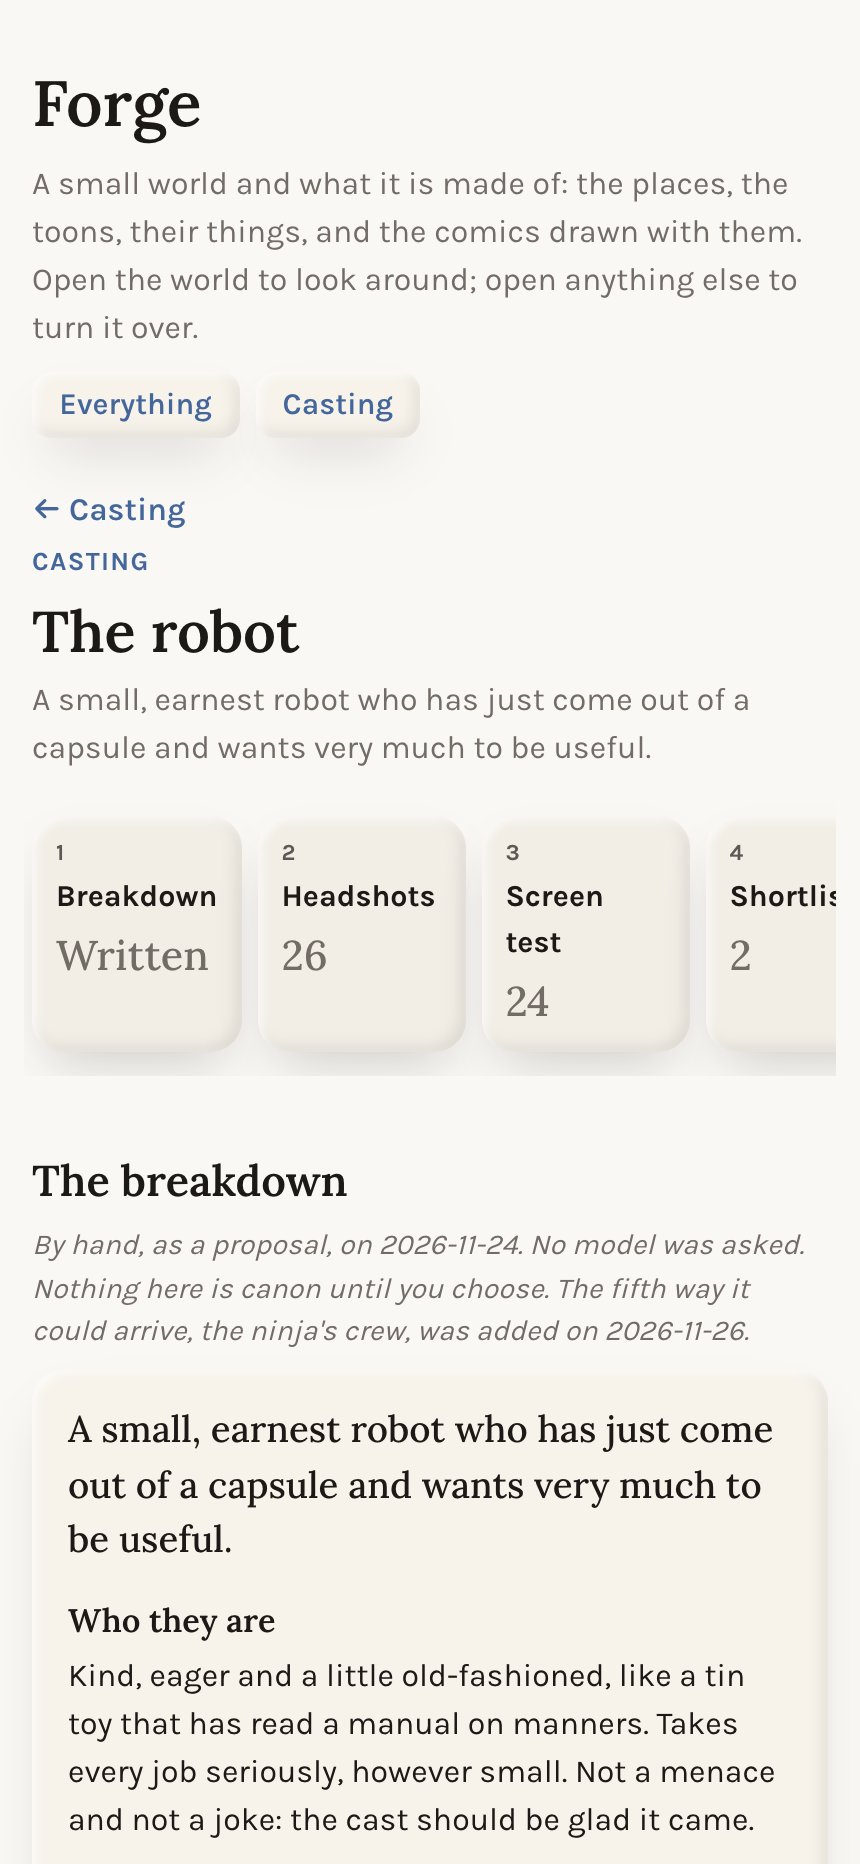 Forge
A small world and what it is made of: the places, the
toons, their things, and the comics drawn with them.
Open the world to look around; open anything else to
turn it over.
Everything
Casting
← Casting
CASTING
The robot
A small, earnest robot who has just come out of a
capsule and wants very much to be useful.
1
Breakdown
Written
2
Headshots
26
3
Screen
test
24
4
2
The breakdown
By hand, as a proposal, on 2026-11-24. No model was asked.
Nothing here is canon until you choose. The fifth way it
could arrive, the ninja's crew, was added on 2026-11-26.
A small, earnest robot who has just come
out of a capsule and wants very much to
be useful.
Who they are
Kind, eager and a little old-fashioned, like a tin
toy that has read a manual on manners. Takes
every job seriously, however small. Not a menace
and not a joke: the cast should be glad it came.